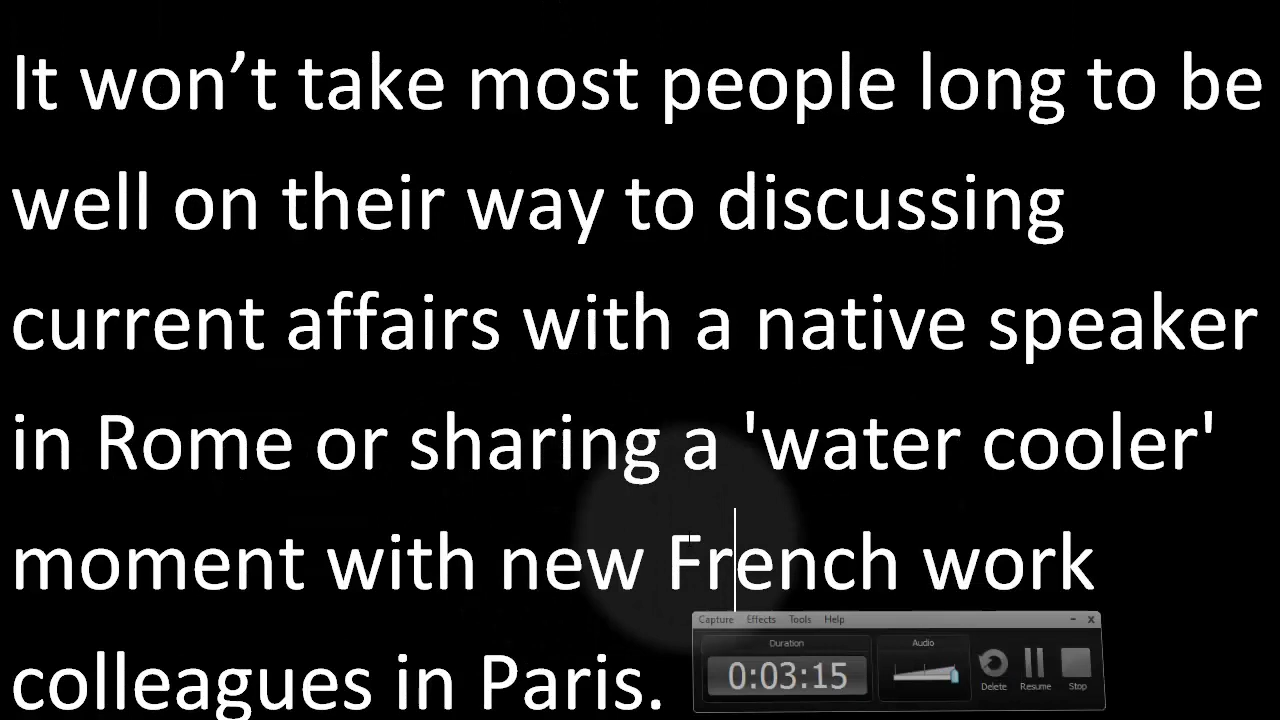 It won’t take most people long to be
well on their way to discussing
current affairs with a native speaker
in Rome or sharing a 'water cooler'
moment with new French work
colleagues in Paris.
Capture Effects Tools Help
Duration
Audio
0:03:15
Delete Resume Stop